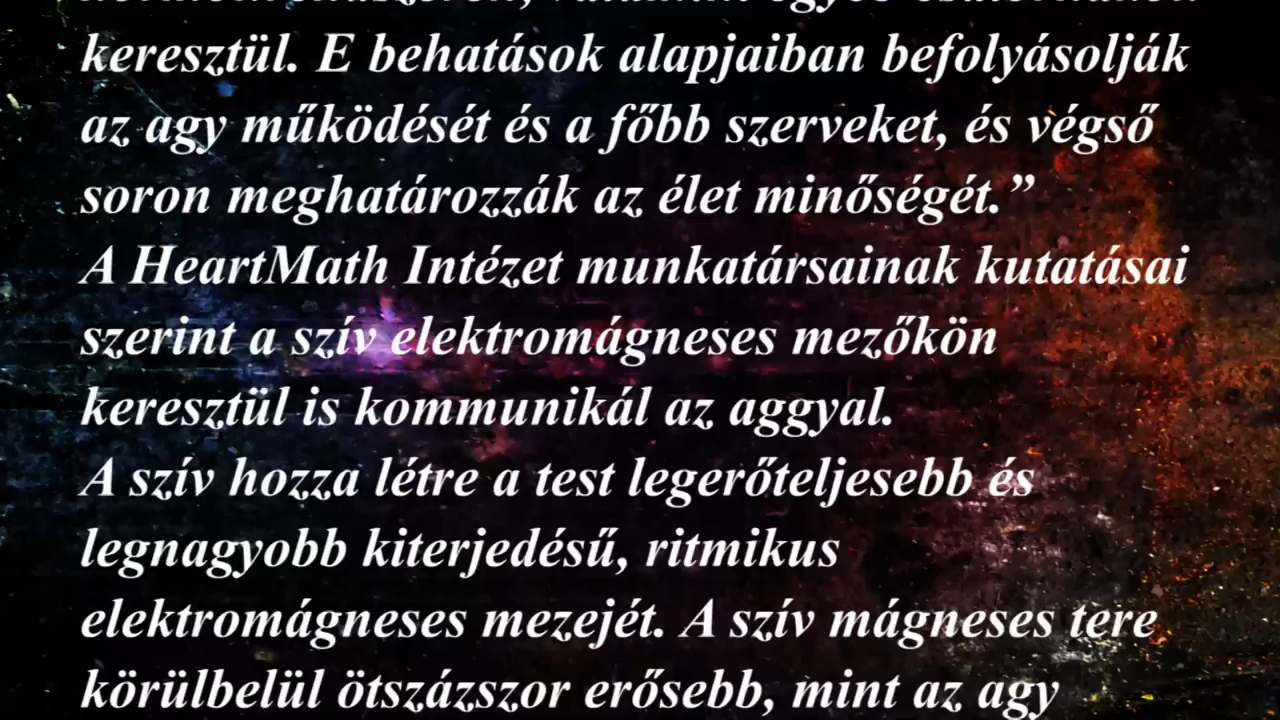 keresztül. E behatások alapjaiban befolyásolják
az agy működését és a főbb szerveket, és végső
soron meghatározzák az élet minőségét.”
A HeartMath Intézet munkatársainak kutatásai
szerint a szív elektromágneses mezőkön
keresztül is kommunikál az aggyal.
A szív hozza létre a test legerőteljesebb és
legnagyobb kiterjedésű, ritmikus
elektromágneses mezejét. A szív mágneses tere
körülbelül ötszázszor erősebb, mint az agy